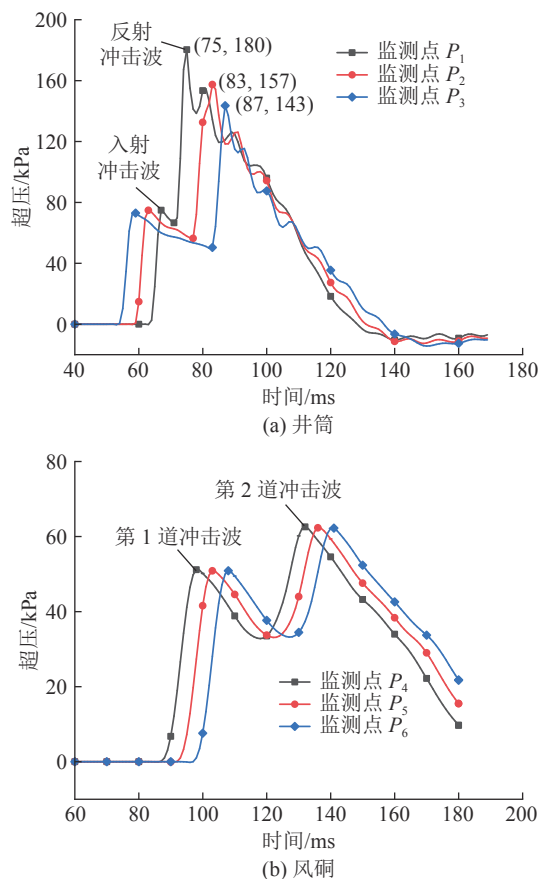 200
160
120
80
40
0
超压/kPa
反射
冲击波
(75, 180)
(83, 157)
(87, 143)
入射
冲击波
监测点 P₁
监测点 P₂
监测点 P₃
40 60 80 100 120 140 160 180
时间/ms
(a) 井筒
80
60
40
20
0
超压/kPa
第 2 道冲击波
第 1 道冲击波
监测点 P₄
监测点 P₅
监测点 P₆
60 80 100 120 140 160 180 200
时间/ms
(b) 风硐